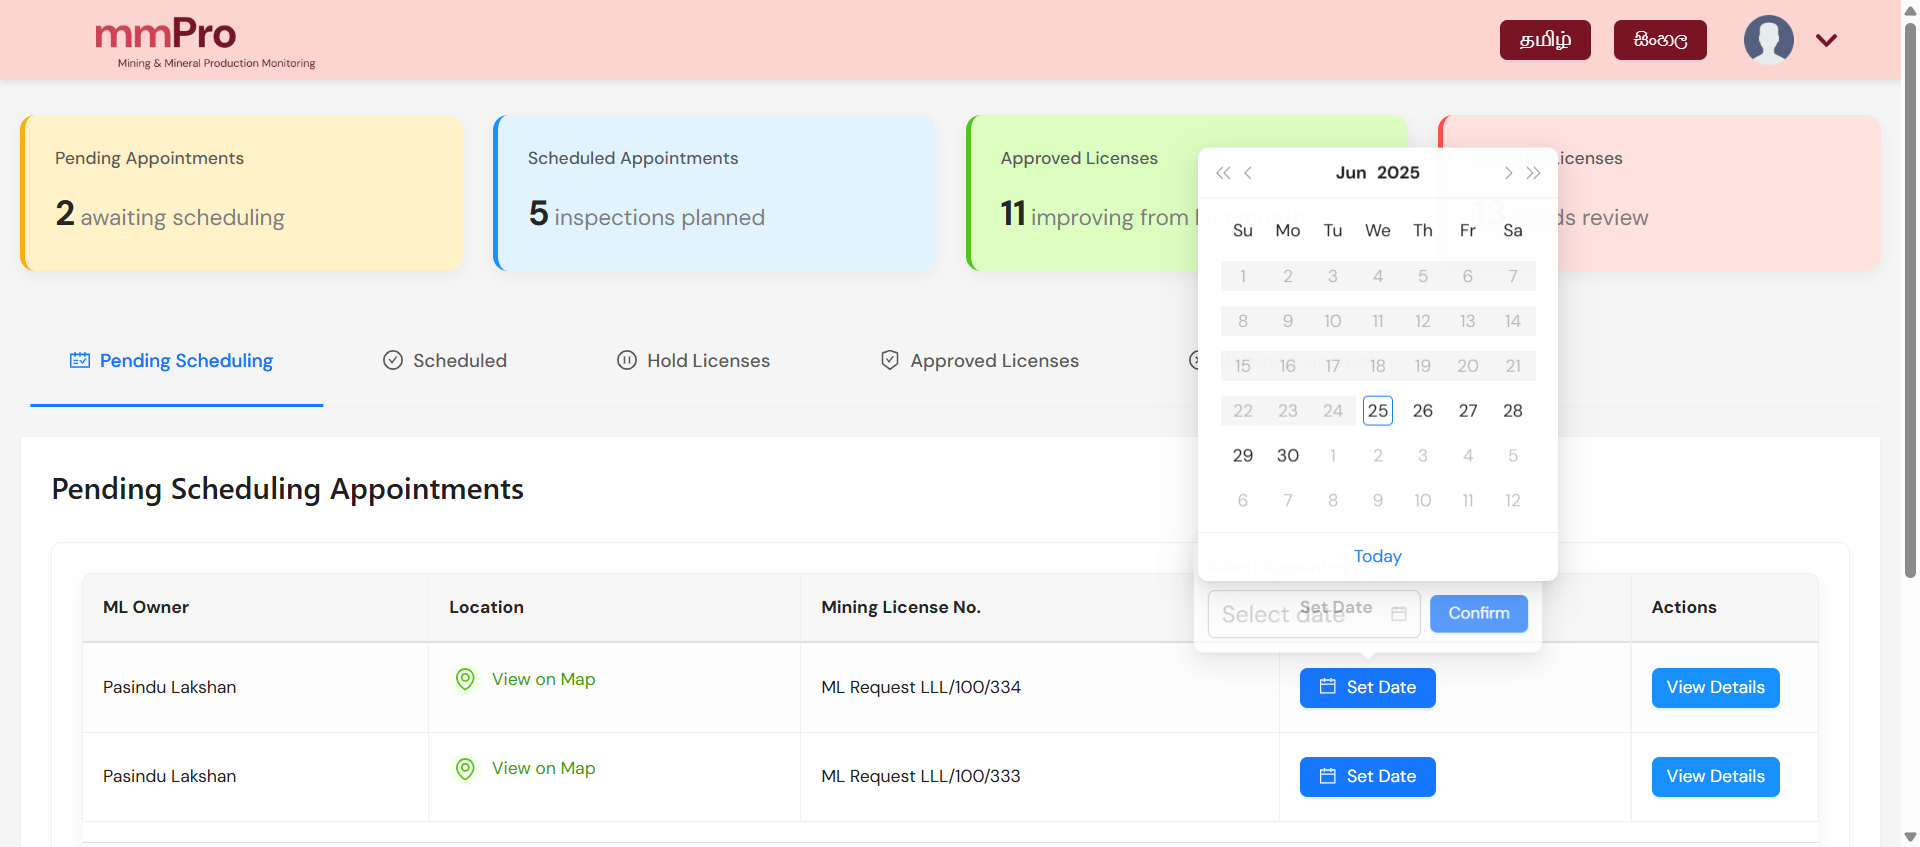 mmPro
Mining & Mineral Production Monitoring
தமிழ்
සිංහල
Pending Appointments
2 awaiting scheduling
Scheduled Appointments
5 inspections planned
Approved Licenses
11 improving from last month
Licenses
13 needs review
Pending Scheduling
Scheduled
Hold Licenses
Approved Licenses
Jun 2025
Su Mo Tu We Th Fr Sa
1 2 3 4 5 6 7
8 9 10 11 12 13 14
15 16 17 18 19 20 21
22 23 24 25 26 27 28
29 30 1 2 3 4 5
6 7 8 9 10 11 12
Today
Select date
Confirm
Pending Scheduling Appointments
ML Owner Location Mining License No. Set Date Actions
Pasindu Lakshan View on Map ML Request LLL/100/334 Set Date View Details
Pasindu Lakshan View on Map ML Request LLL/100/333 Set Date View Details